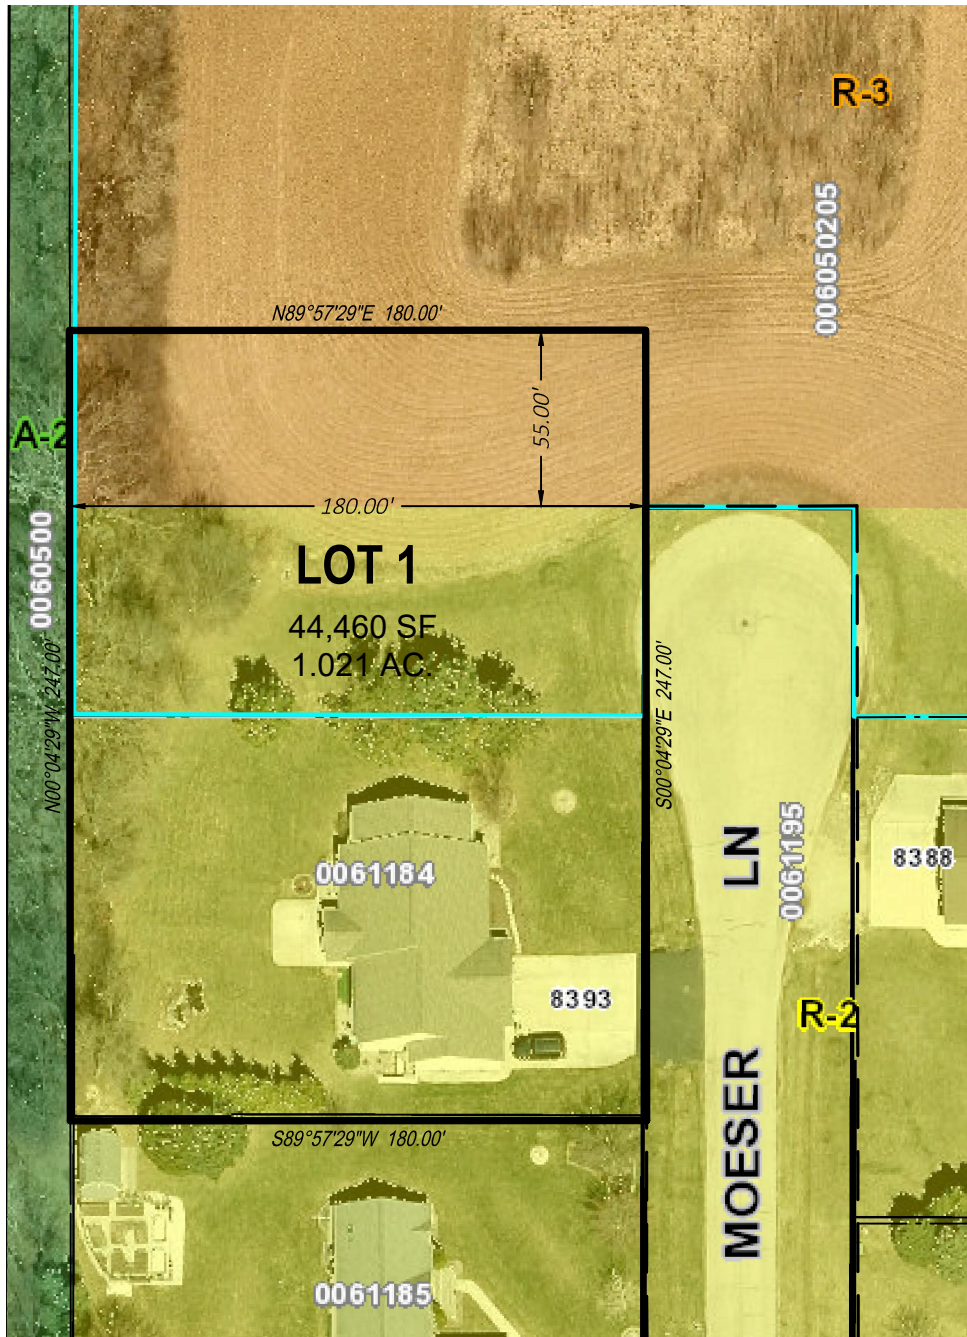 R-3
006050205
N89°57'29"E 180.00'
55.00'
A-2
180.00'
LOT 1
44,460 SF
1.021 AC.
0060500
N00°04'29"W 247.00'
S00°04'29"E 247.00'
MOESER LN
0061195
8388
0061184
8393
R-2
S89°57'29"W 180.00'
0061185